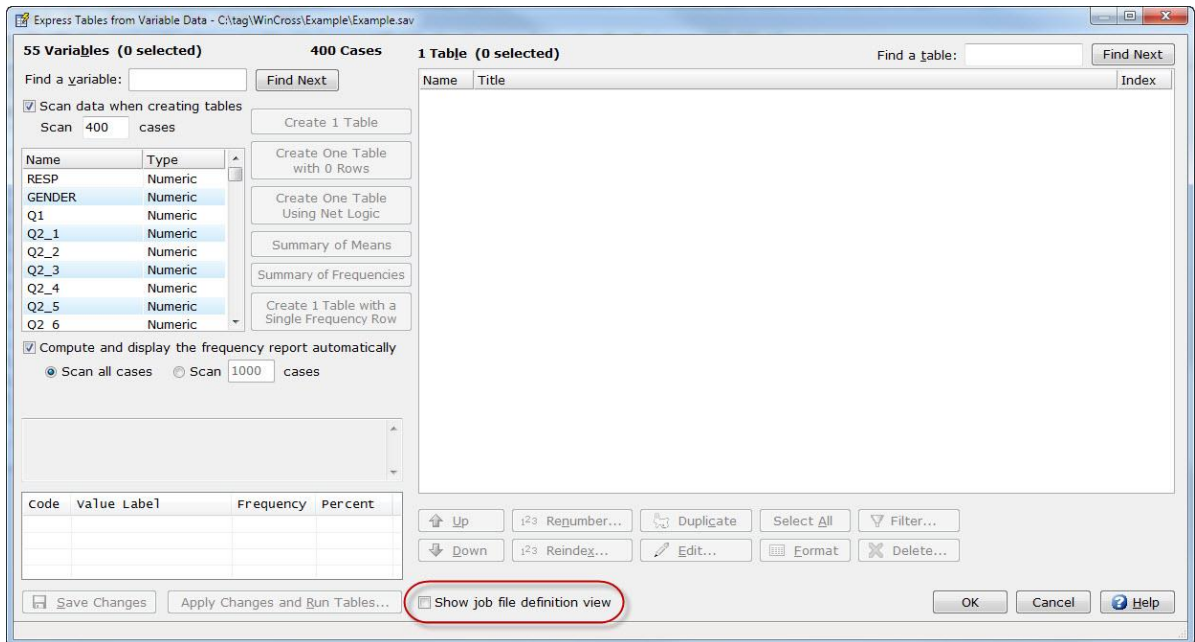 Express Tables from Variable Data - C:\tag\WinCross\Example\Example.sav
55 Variables (0 selected) 400 Cases
Find a variable: Find Next
Scan data when creating tables
Scan 400 cases
Create 1 Table
Create One Table
with 0 Rows
Create One Table
Using Net Logic
Summary of Means
Summary of Frequencies
Create 1 Table with a
Single Frequency Row
Name Type
RESP Numeric
GENDER Numeric
Q1 Numeric
Q2_1 Numeric
Q2_2 Numeric
Q2_3 Numeric
Q2_4 Numeric
Q2_5 Numeric
Q2_6 Numeric
Compute and display the frequency report automatically
Scan all cases Scan 1000 cases
Code Value Label Frequency Percent
Save Changes Apply Changes and Run Tables...
1 Table (0 selected) Find a table: Find Next
Name Title Index
Up 123 Renumber... Duplicate Select All Filter...
Down 123 Reindex... Edit... Format Delete...
Show job file definition view
OK Cancel ? Help